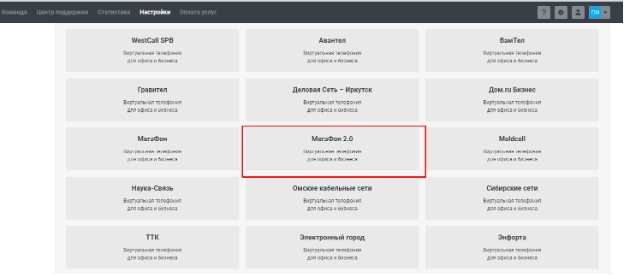 Команда Центр поддержки Статистика Настройки Оплата услуг ? ПИ
WestCall SPB Авантел ВамТел
Виртуальная телефония Виртуальная телефония Виртуальная телефония
для офиса и бизнеса для офиса и бизнеса для офиса и бизнеса
Гравител Деловая Сеть – Иркутск Дом.ru Бизнес
Виртуальная телефония Виртуальная телефония Виртуальная телефония
для офиса и бизнеса для офиса и бизнеса для офиса и бизнеса
МегаФон МегаФон 2.0 Moldcell
Виртуальная телефония Виртуальная телефония Виртуальная телефония
для офиса и бизнеса для офиса и бизнеса для офиса и бизнеса
Наука-Связь Омские кабельные сети Сибирские сети
Виртуальная телефония Виртуальная телефония Виртуальная телефония
для офиса и бизнеса для офиса и бизнеса для офиса и бизнеса
ТТК Электронный город Энфорта
Виртуальная телефония Виртуальная телефония Виртуальная телефония
для офиса и бизнеса для офиса и бизнеса для офиса и бизнеса